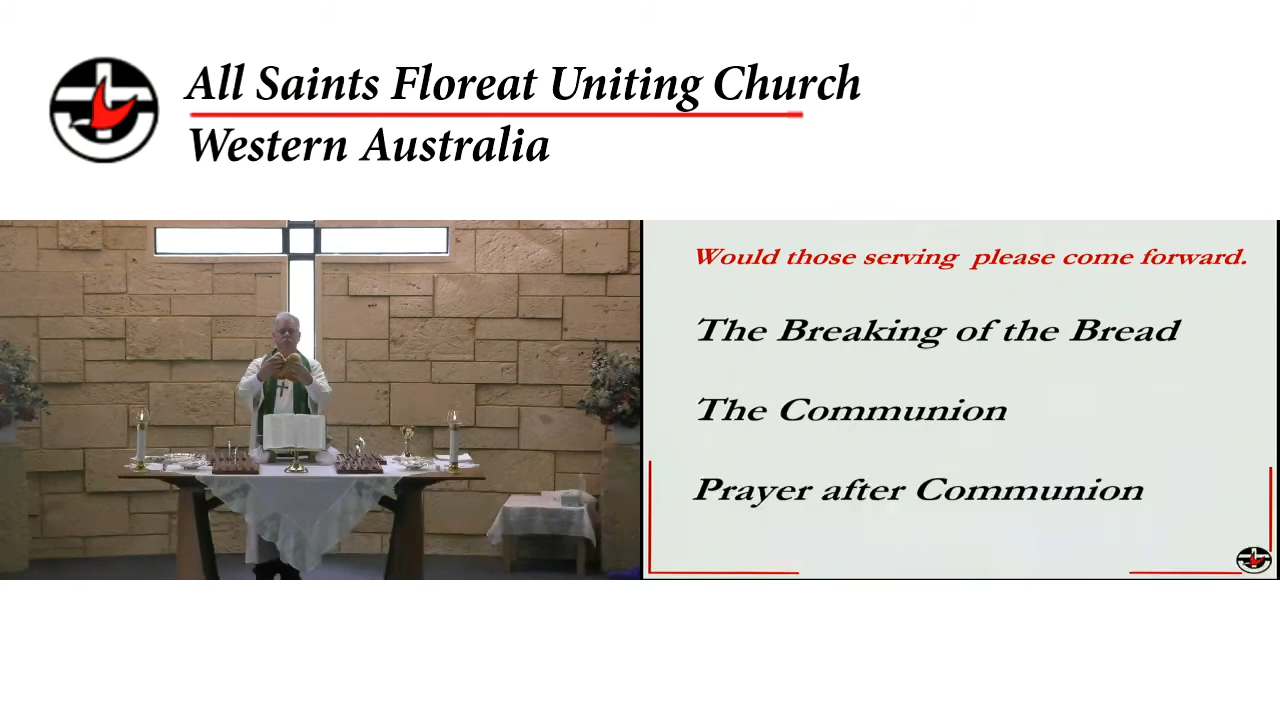 All Saints Floreat Uniting Church
Western Australia
Would those serving please come forward.
The Breaking of the Bread
The Communion
Prayer after Communion